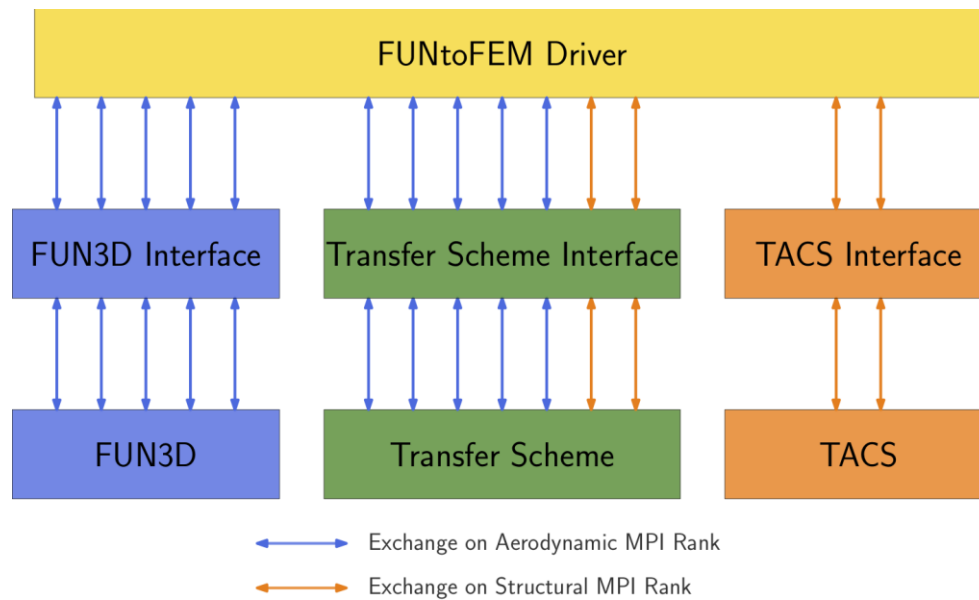 FUNtoFEM Driver
FUN3D Interface
Transfer Scheme Interface
TACS Interface
FUN3D
Transfer Scheme
TACS
Exchange on Aerodynamic MPI Rank
Exchange on Structural MPI Rank